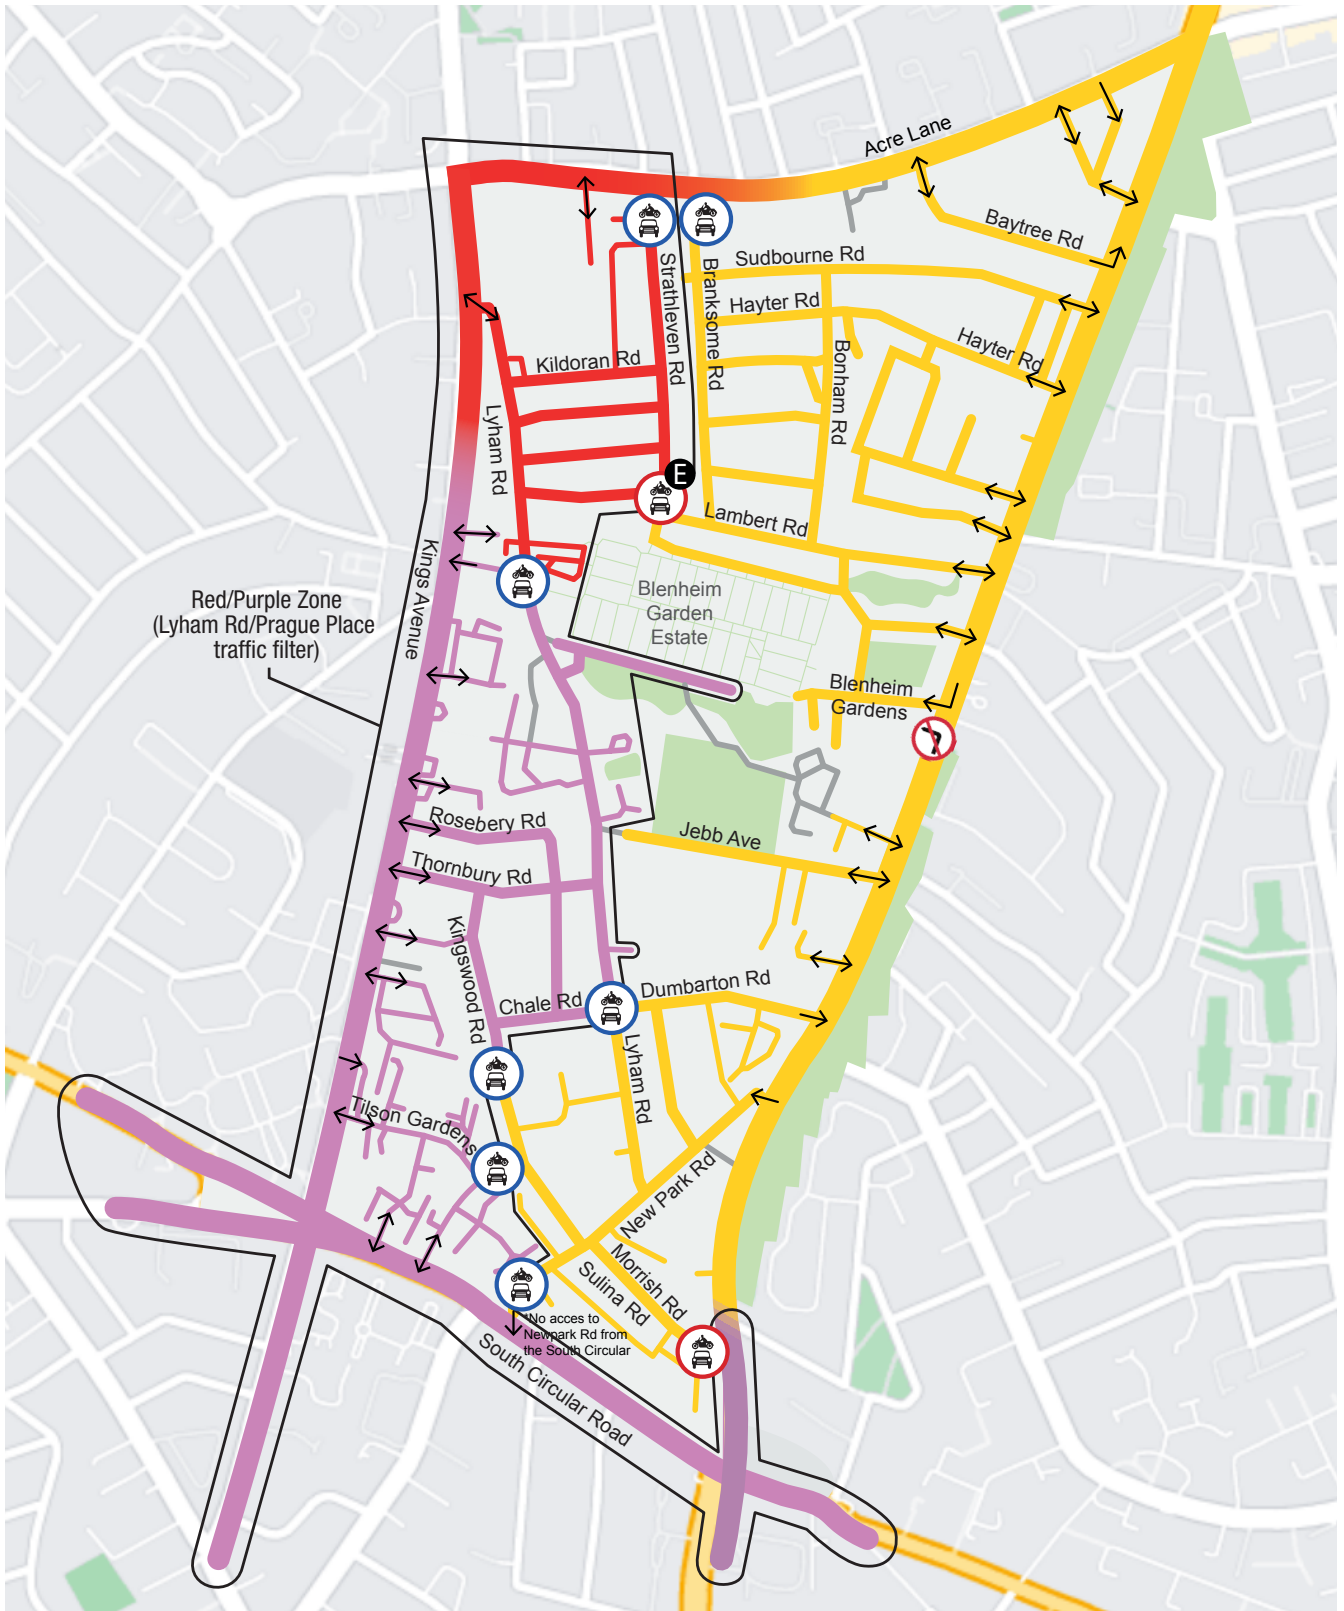 Acre Lane
Baytree Rd
Sudbourne Rd
Strathleven Rd
Branksome Rd
Hayter Rd
Hayter Rd
Kildoran Rd
Bonham Rd
Lyham Rd
E
Lambert Rd
Kings Avenue
Blenheim
Garden
Estate
Red/Purple Zone
(Lyham Rd/Prague Place
traffic filter)
Blenheim
Gardens
Rosebery Rd
Jebb Ave
Thornbury Rd
Kingswood Rd
Chale Rd
Dumbarton Rd
Lyham Rd
Tilson Gardens
New Park Rd
Morrish Rd
Sulina Rd
*No acces to
Newpark Rd from
the South Circular
South Circular Road